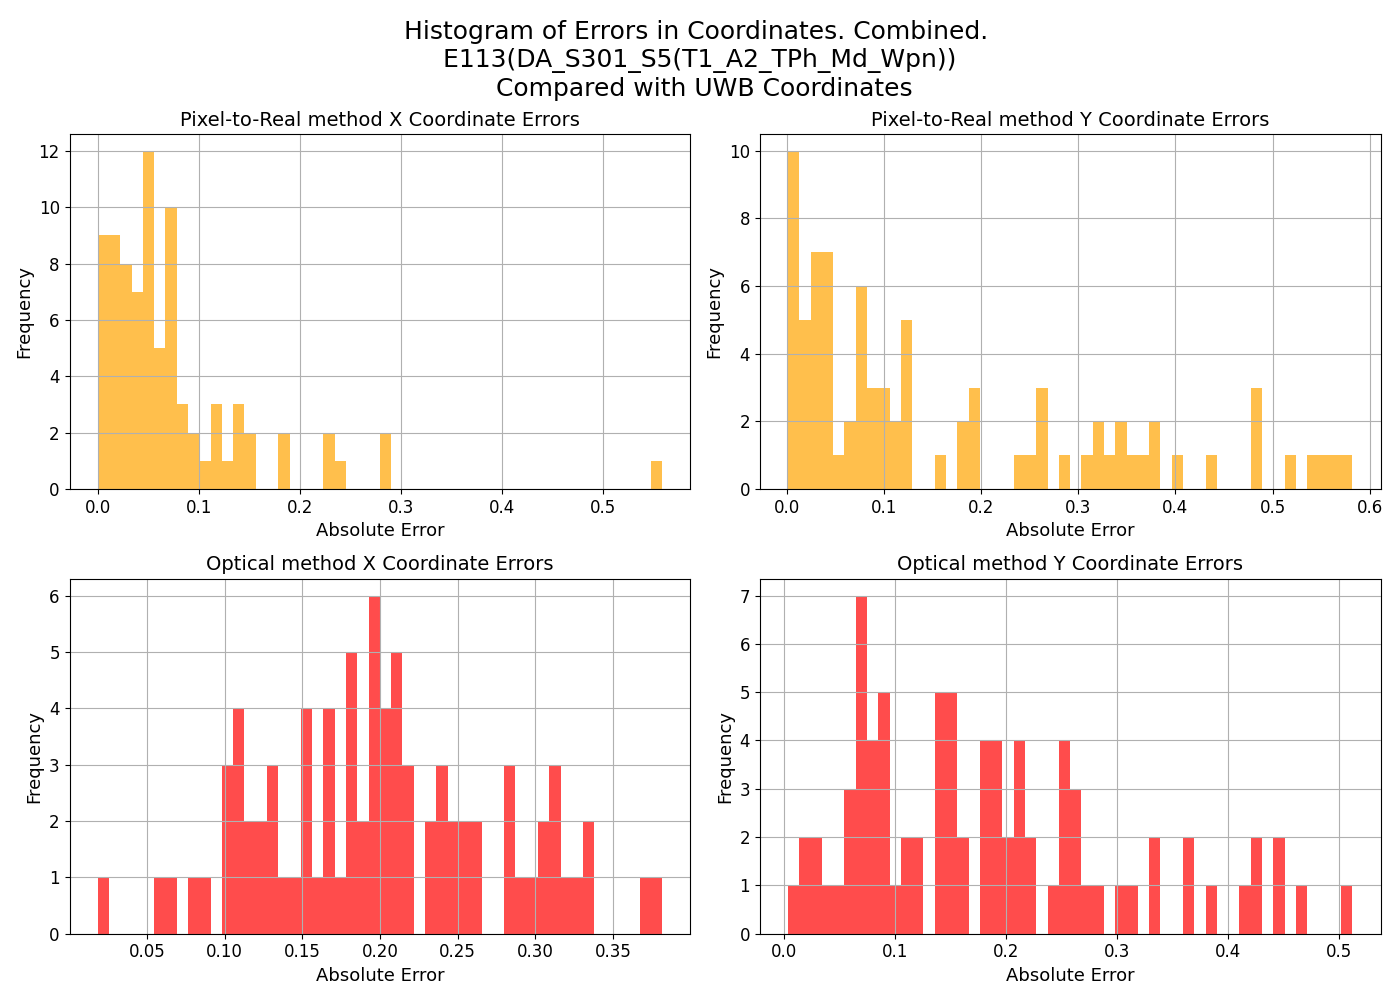 Histogram of Errors in Coordinates. Combined.
E113(DA_S301_S5(T1_A2_TPh_Md_Wpn))
Compared with UWB Coordinates
Pixel-to-Real method X Coordinate Errors
Frequency
12
10
8
6
4
2
0
0.0 0.1 0.2 0.3 0.4 0.5
Absolute Error
Pixel-to-Real method Y Coordinate Errors
Frequency
10
8
6
4
2
0
0.0 0.1 0.2 0.3 0.4 0.5 0.6
Absolute Error
Optical method X Coordinate Errors
Frequency
6
5
4
3
2
1
0
0.05 0.10 0.15 0.20 0.25 0.30 0.35
Absolute Error
Optical method Y Coordinate Errors
Frequency
7
6
5
4
3
2
1
0
0.0 0.1 0.2 0.3 0.4 0.5
Absolute Error